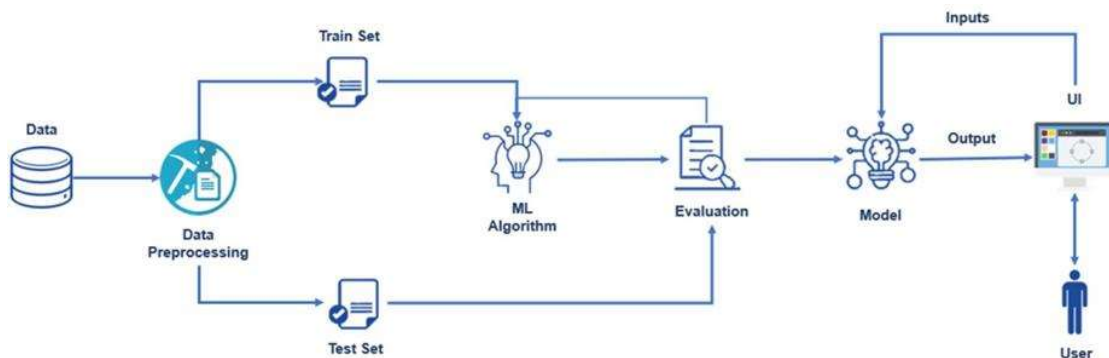 Inputs
Train Set
UI
Data
Output
ML
Algorithm
Evaluation
Model
Data
Preprocessing
Test Set
User